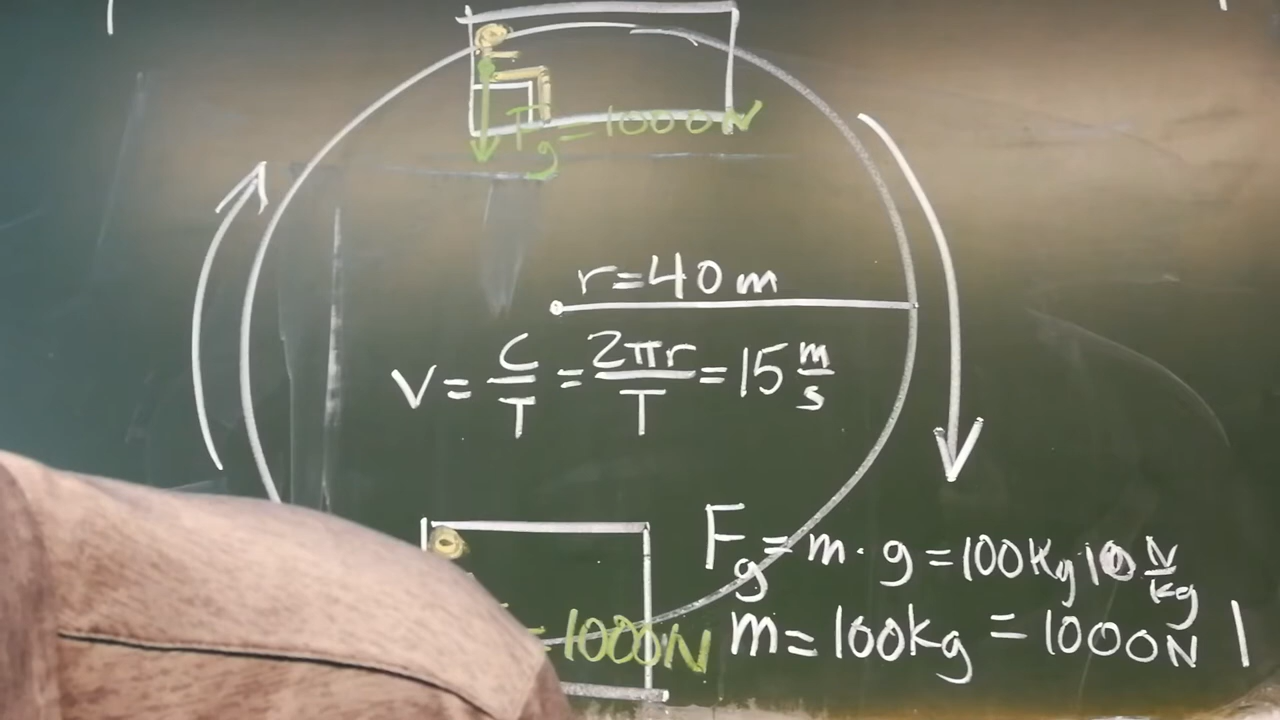 Fg = 1000N
r = 40 m
V = C/T = 2πr/T = 15 m/s
Fg = m · g = 100Kg 10 N/kg
= 1000N
m = 100kg = 1000N